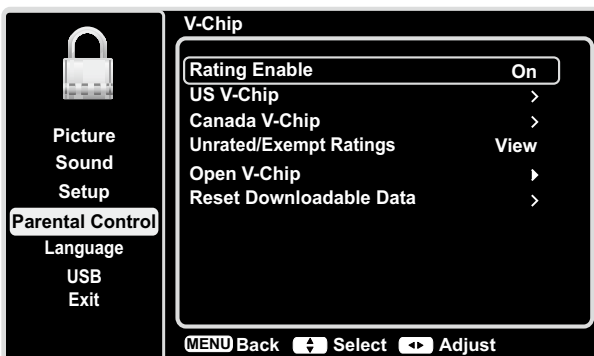 V-Chip
Picture
Sound
Setup
Parental Control
Language
USB
Exit
Rating Enable On
US V-Chip >
Canada V-Chip >
Unrated/Exempt Ratings View
Open V-Chip
Reset Downloadable Data >
MENU Back Select Adjust